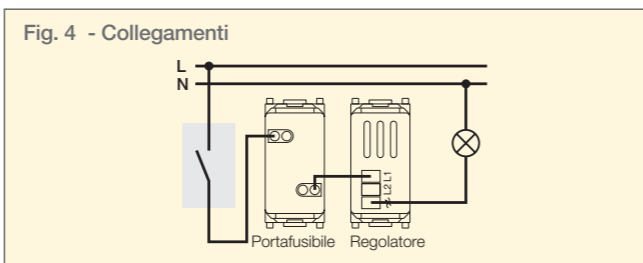 Fig. 4 - Collegamenti
L
N
L1
L2
Portafusibile Regolatore